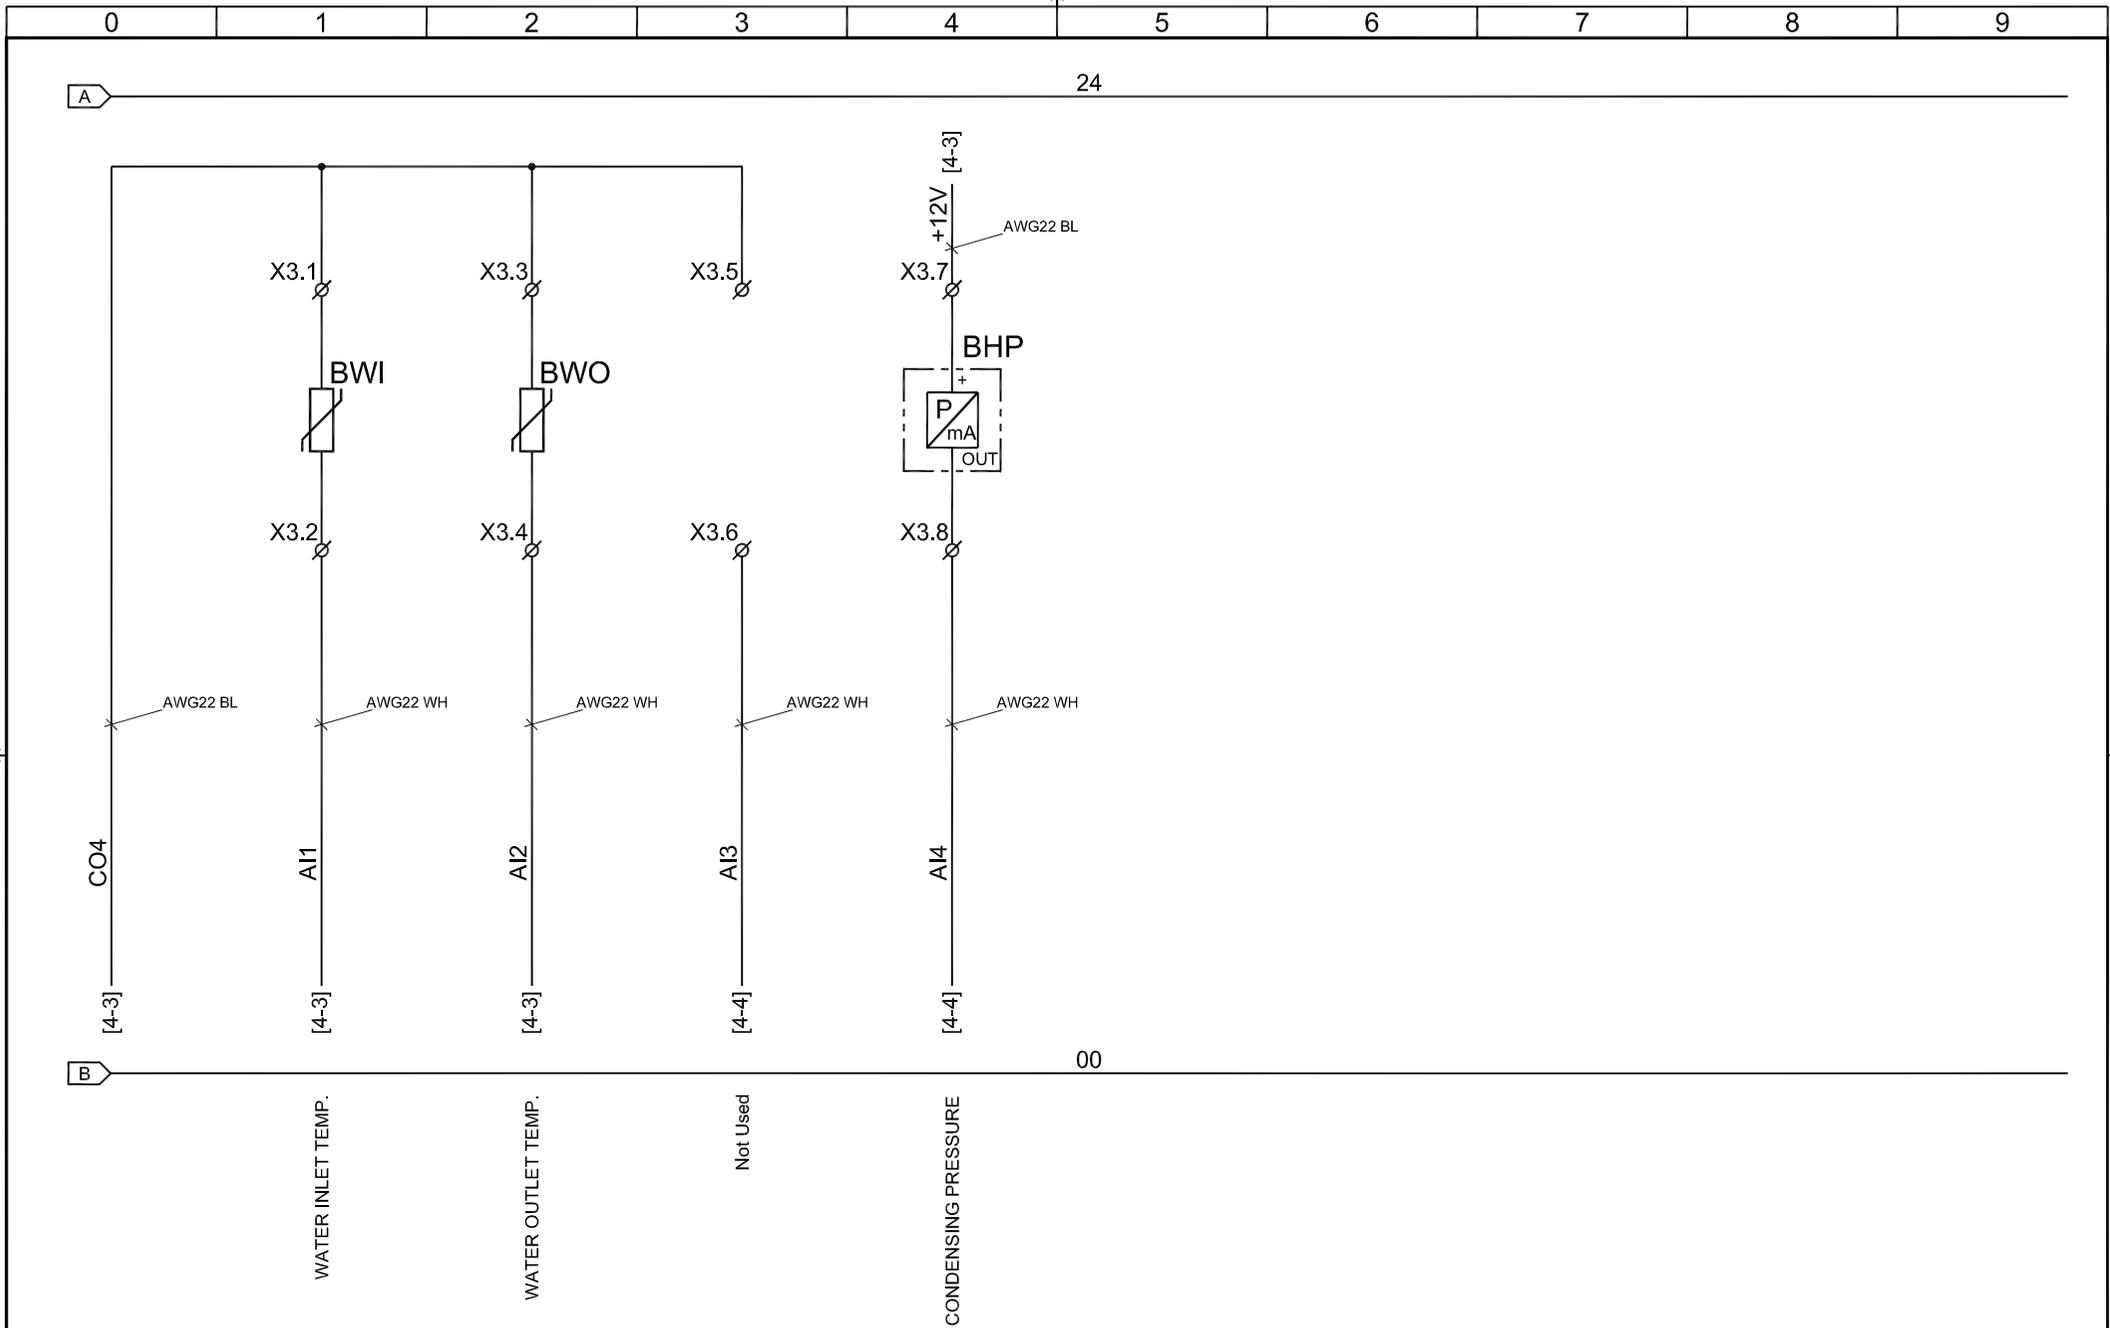 0 1 2 3 4 5 6 7 8 9
24
A
[4-3]
+12V
AWG22 BL
X3.1 X3.3 X3.5 X3.7
BHP
BWI BWO
+
P
mA
OUT
X3.2 X3.4 X3.6 X3.8
AWG22 BL AWG22 WH AWG22 WH AWG22 WH AWG22 WH
CO4 AI1 AI2 AI3 AI4
[4-3] [4-3] [4-3] [4-4] [4-4]
00
B
WATER INLET TEMP.
WATER OUTLET TEMP.
Not Used
CONDENSING PRESSURE